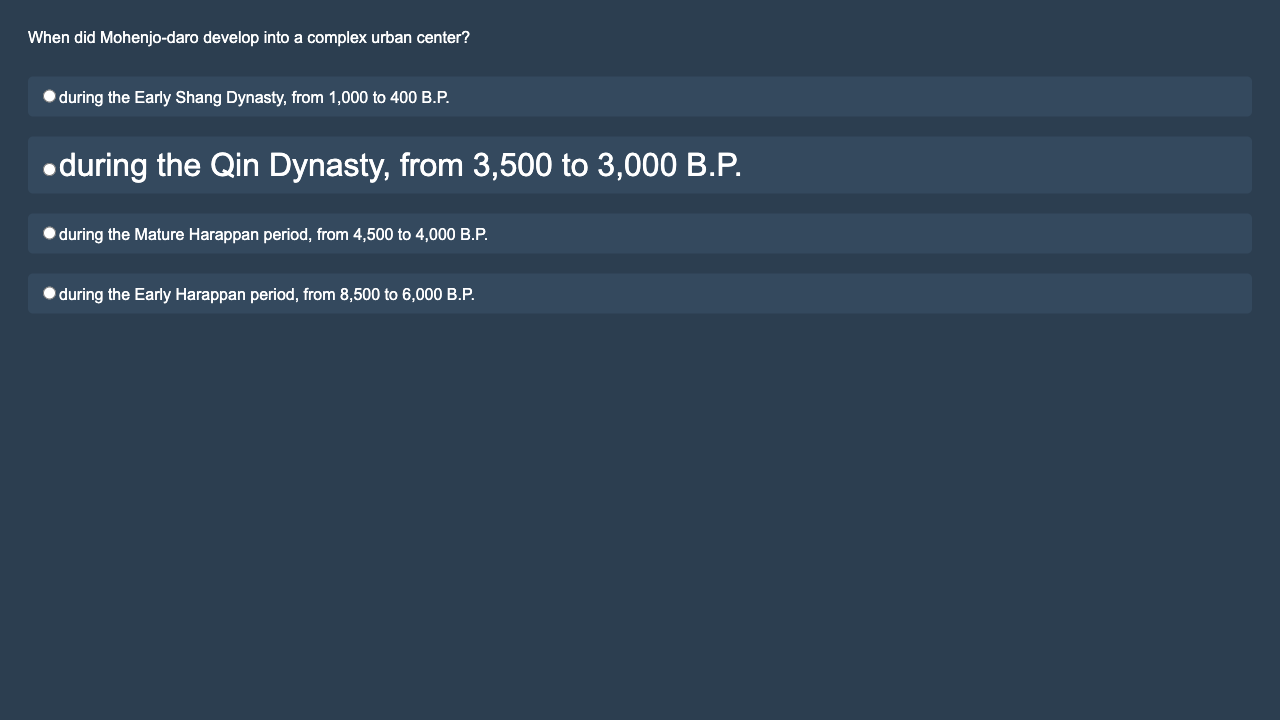 When did Mohenjo-daro develop into a complex urban center?
during the Early Shang Dynasty, from 1,000 to 400 B.P.
during the Qin Dynasty, from 3,500 to 3,000 B.P.
during the Mature Harappan period, from 4,500 to 4,000 B.P.
during the Early Harappan period, from 8,500 to 6,000 B.P.